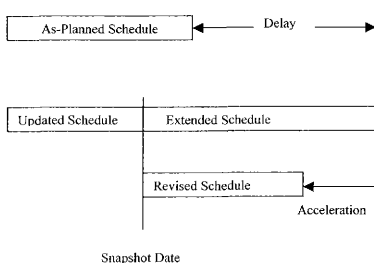 As-Planned Schedule
Delay
Updated Schedule
Extended Schedule
Revised Schedule
Acceleration
Snapshot Date